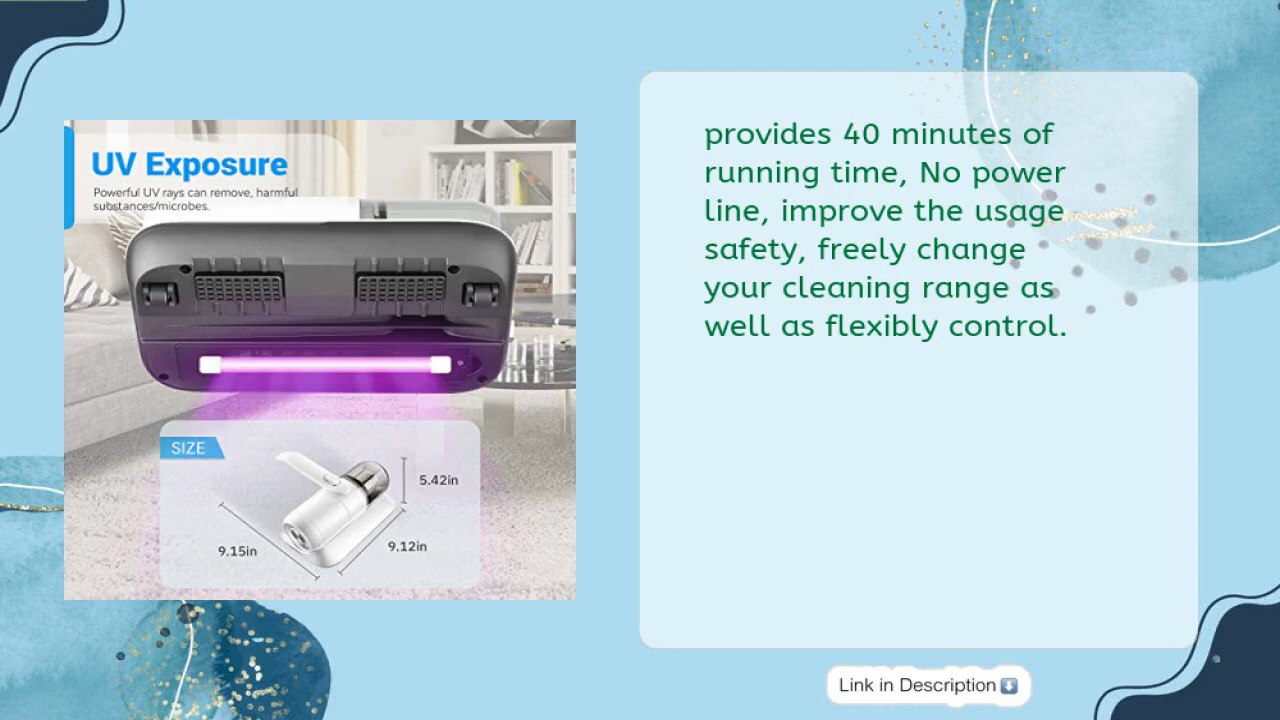 UV Exposure
Powerful UV rays can remove, harmful
substances/microbes.
SIZE
5.42in
9.15in
9.12in
provides 40 minutes of
running time, No power
line, improve the usage
safety, freely change
your cleaning range as
well as flexibly control.
Link in Description⬇️